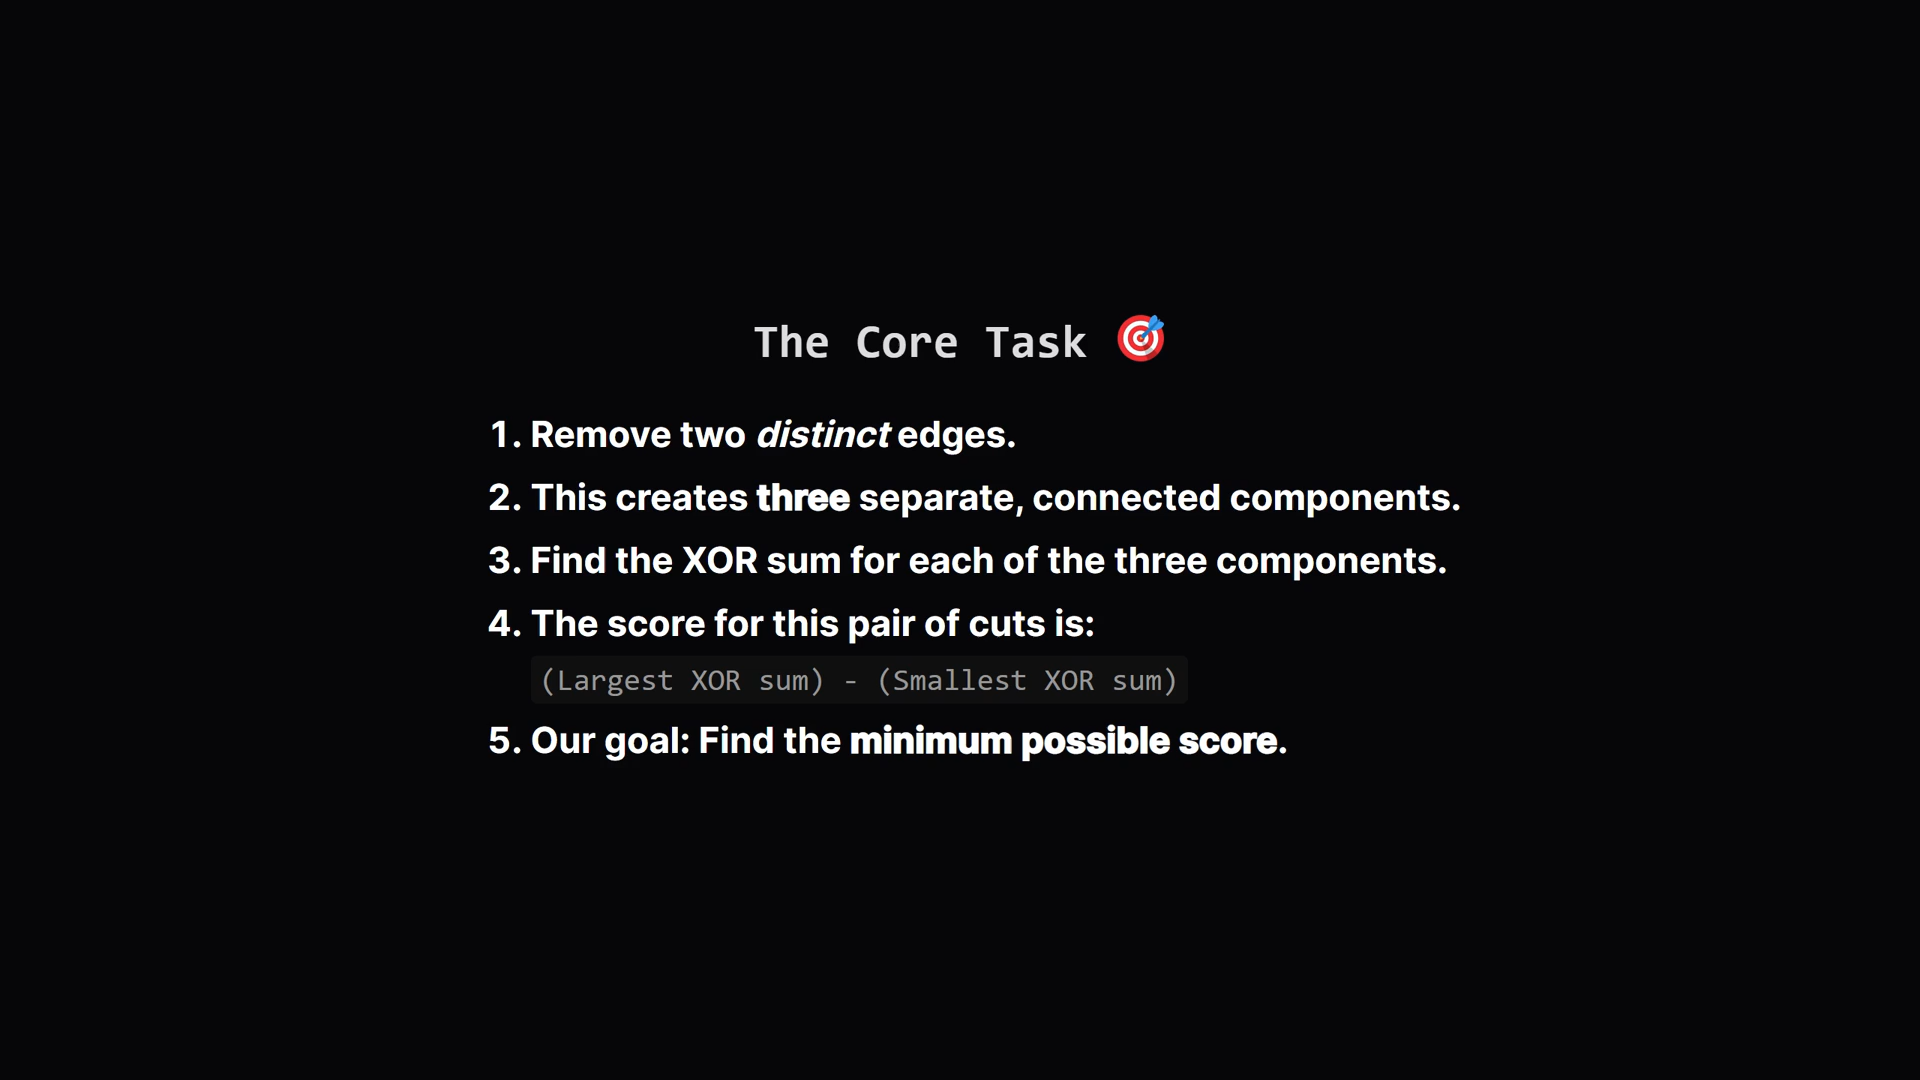 The Core Task 🎯
1. Remove two distinct edges.
2. This creates three separate, connected components.
3. Find the XOR sum for each of the three components.
4. The score for this pair of cuts is:
(Largest XOR sum) - (Smallest XOR sum)
5. Our goal: Find the minimum possible score.